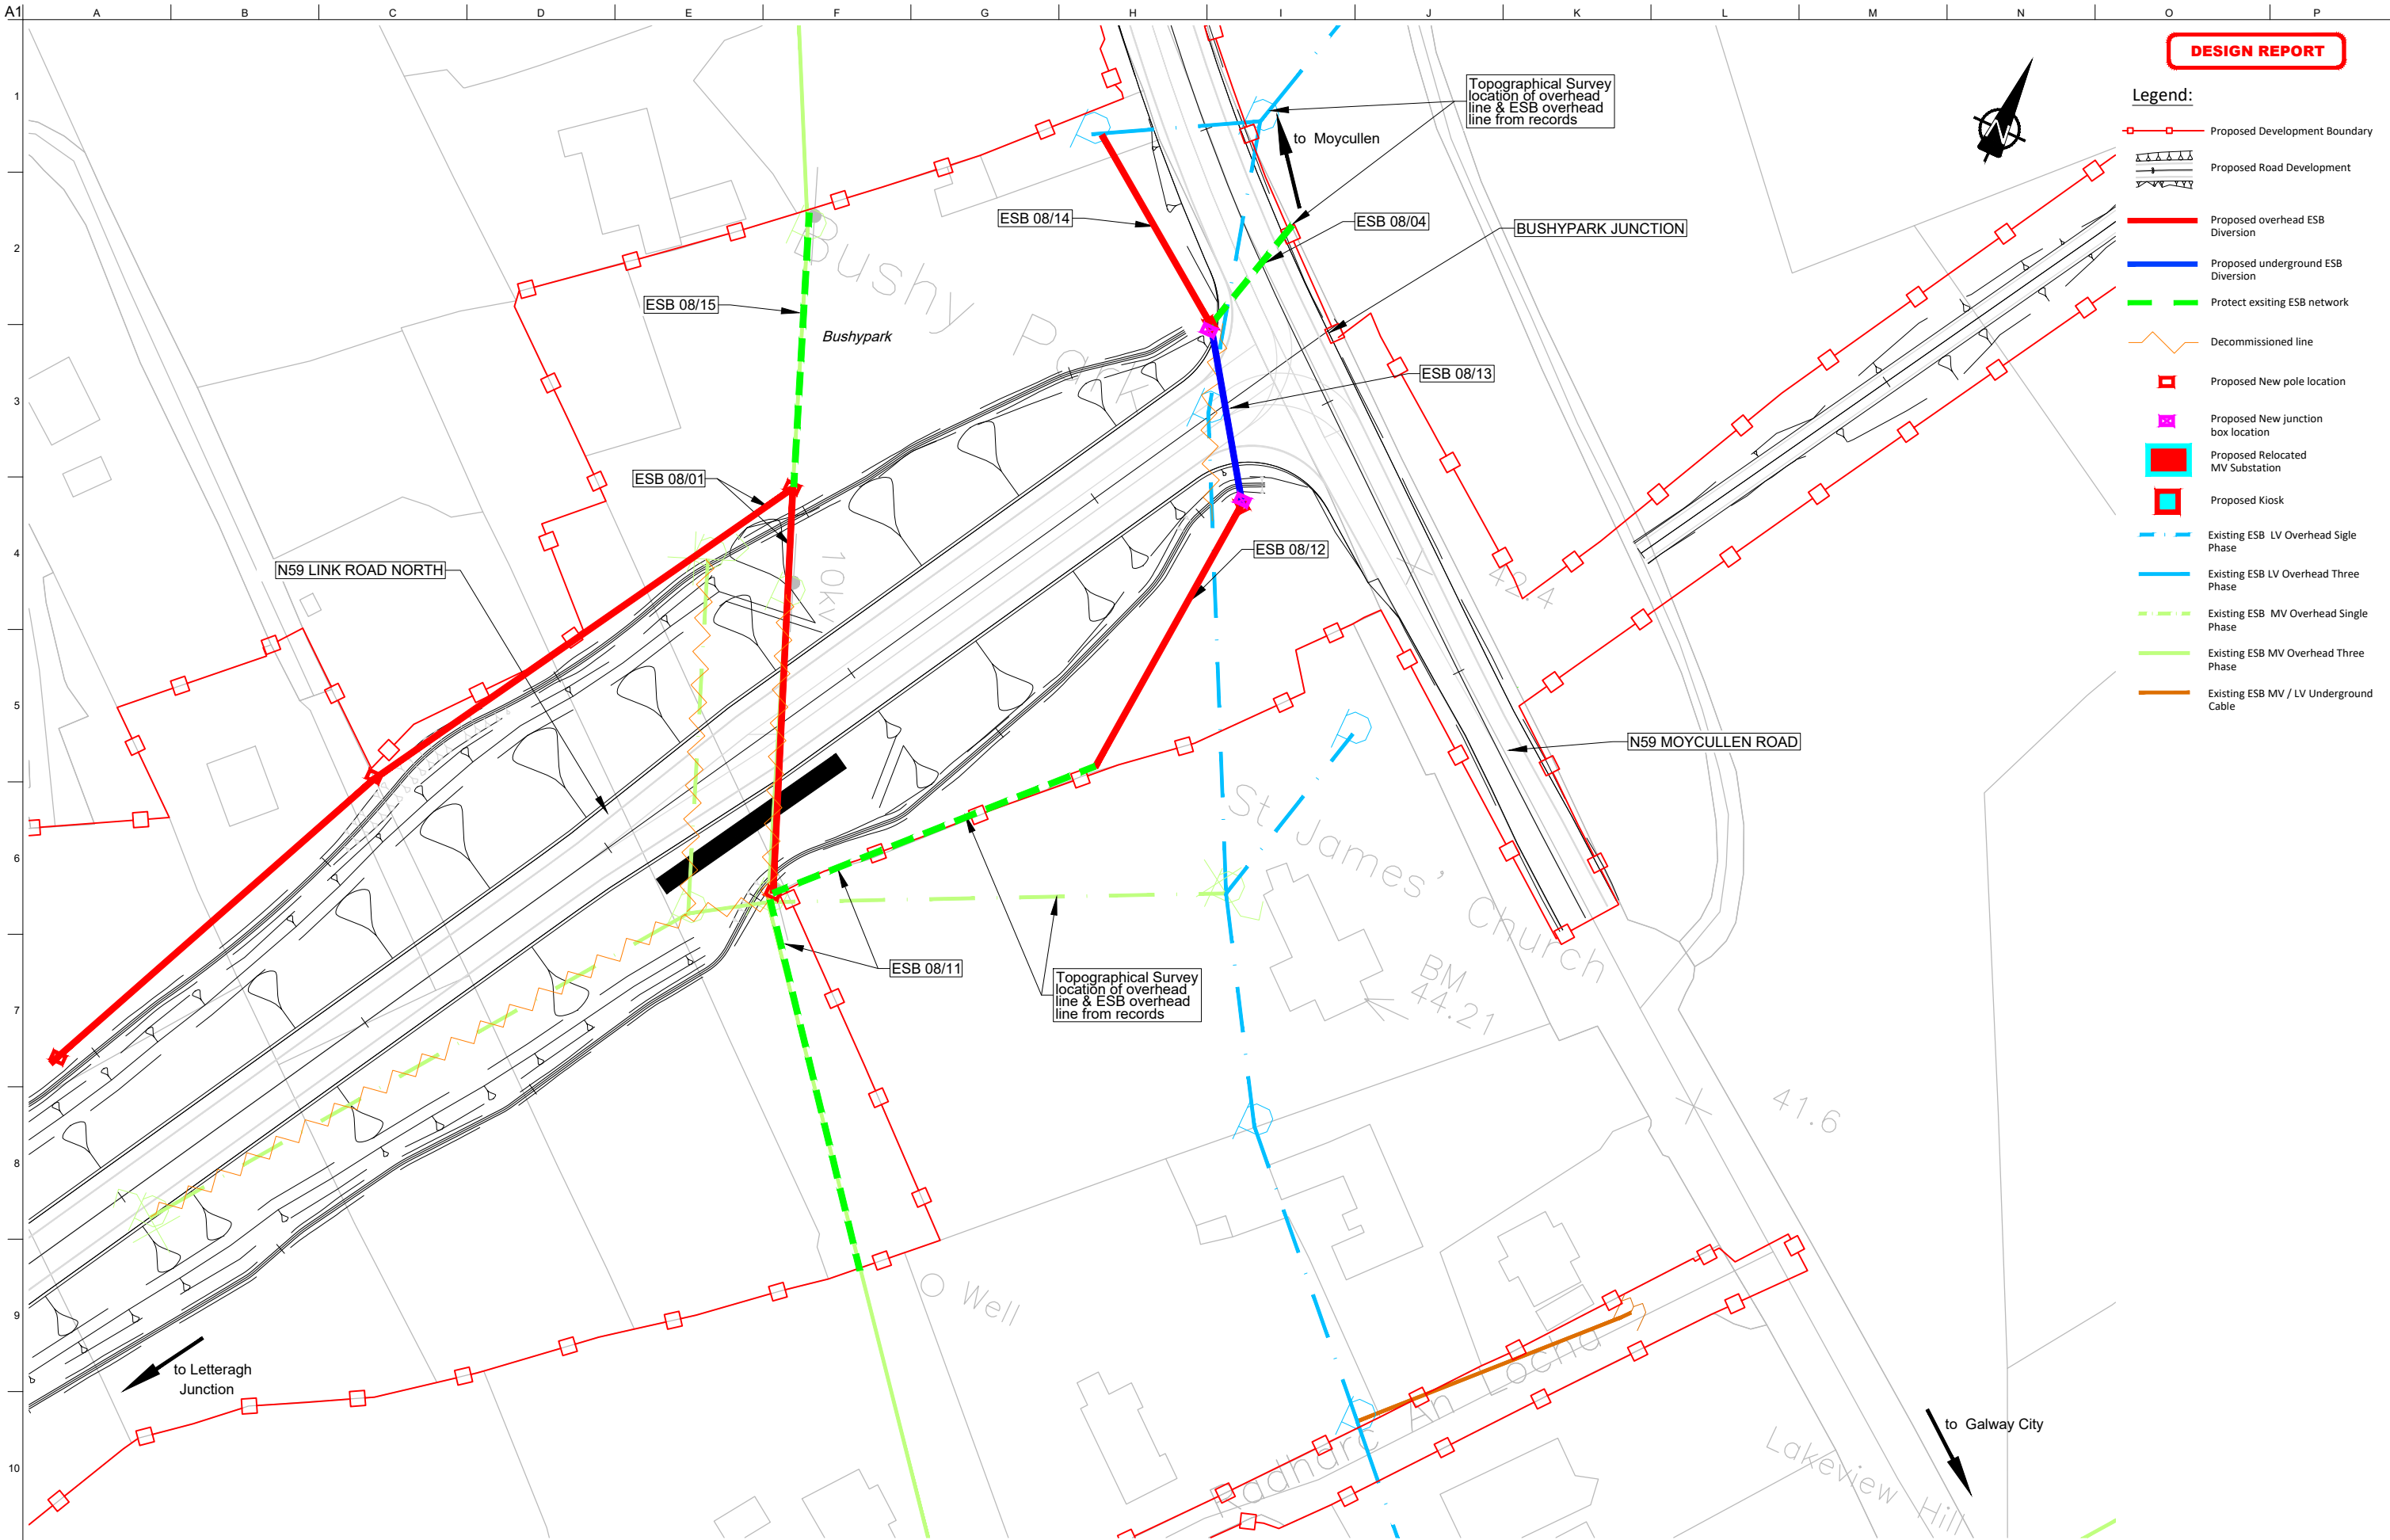 A1 A B C D E F G H I J K L M N O P
1
2
3
4
5
6
7
8
9
10
DESIGN REPORT
Legend:
N
Proposed Development Boundary
Proposed Road Development
Proposed overhead ESB
Diversion
Proposed underground ESB
Diversion
Protect exsiting ESB network
Decommissioned line
Proposed New pole location
Proposed New junction
box location
Proposed Relocated
MV Substation
Proposed Kiosk
Existing ESB LV Overhead Sigle
Phase
Existing ESB LV Overhead Three
Phase
Existing ESB MV Overhead Single
Phase
Existing ESB MV Overhead Three
Phase
Existing ESB MV / LV Underground
Cable
Topographical Survey
location of overhead
line & ESB overhead
line from records
to Moycullen
ESB 08/14
ESB 08/04
BUSHYPARK JUNCTION
ESB 08/15
Bushy Park
Bushypark
ESB 08/13
ESB 08/01
10kv
ESB 08/12
42.4
N59 LINK ROAD NORTH
N59 MOYCULLEN ROAD
St James' Church
BM
44.21
ESB 08/11
Topographical Survey
location of overhead
line & ESB overhead
line from records
41.6
O Well
to Letteragh
Junction
Radharc An Locha
to Galway City
Lakeview Hill